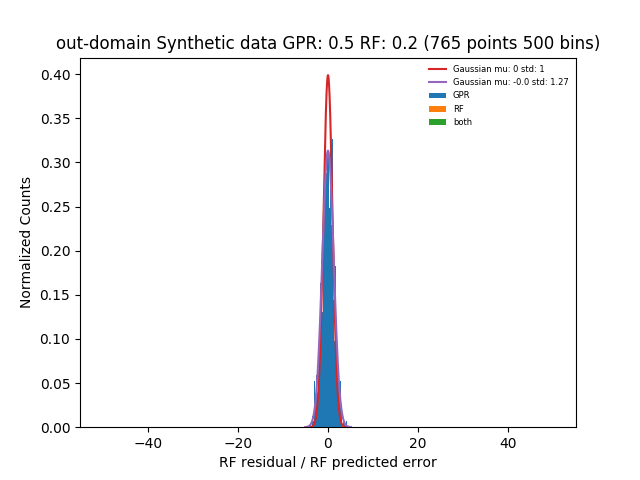 out-domain Synthetic data GPR: 0.5 RF: 0.2 (765 points 500 bins)
Gaussian mu: 0 std: 1
Gaussian mu: -0.0 std: 1.27
GPR
RF
both
Normalized Counts
0.40
0.35
0.30
0.25
0.20
0.15
0.10
0.05
0.00
−40
−20
0
20
40
RF residual / RF predicted error